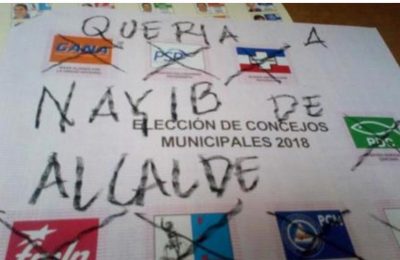 QUERIA A
GANA
PSD
NAYIB DE
ELECCIÓN DE CONCEJOS
MUNICIPALES 2018
PDC
ALCALDE
fmln
PCN